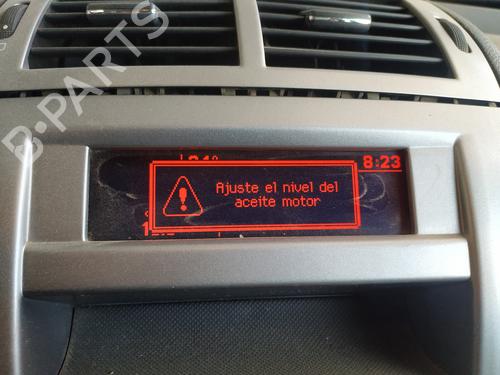 B-PARTS
8:23
Ajuste el nivel del
aceite motor